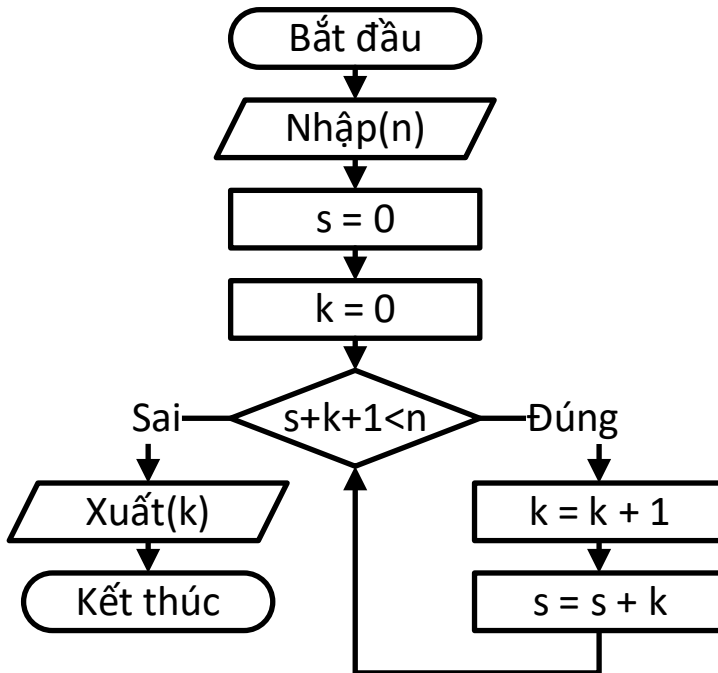 Bắt đầu
Nhập(n)
s = 0
k = 0
s+k+1<n
Sai
Đúng
Xuất(k)
Kết thúc
k = k + 1
s = s + k